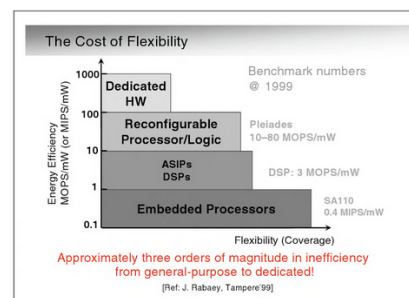 The Cost of Flexibility
Benchmark numbers
@ 1999
Energy Efficiency
MOPS/mW (or MIPS/mW)
1000
100
10
1
0.1
Dedicated
HW
Reconfigurable
Processor/Logic
Pleiades
10–80 MOPS/mW
ASIPs
DSPs
DSP: 3 MOPS/mW
Embedded Processors
SA110
0.4 MIPS/mW
Flexibility (Coverage)
Approximately three orders of magnitude in inefficiency
from general-purpose to dedicated!
[Ref: J. Rabaey, Tampere'99]